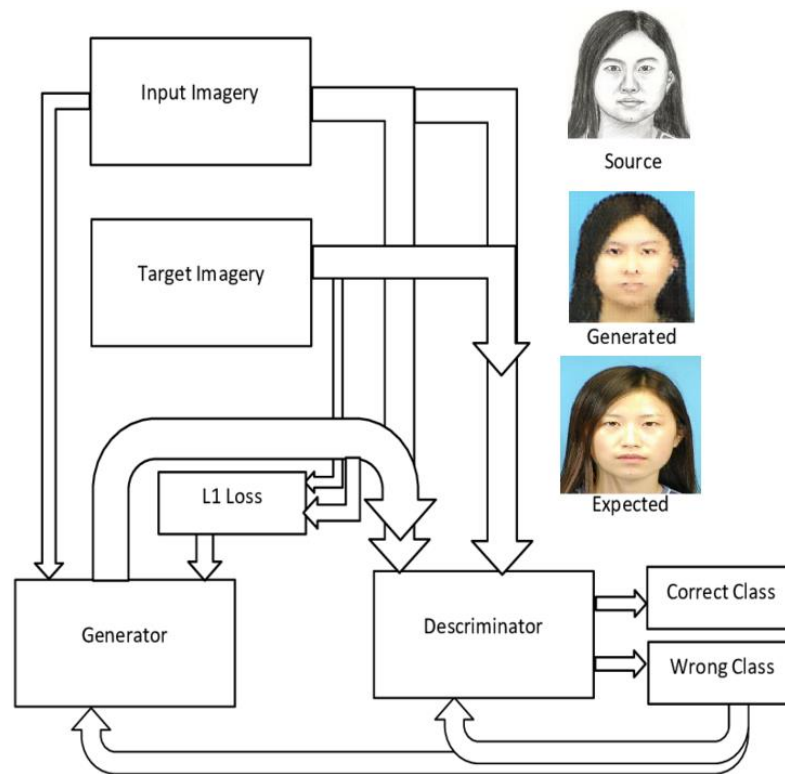 Input Imagery
Source
Target Imagery
Generated
L1 Loss
Expected
Generator
Descriminator
Correct Class
Wrong Class